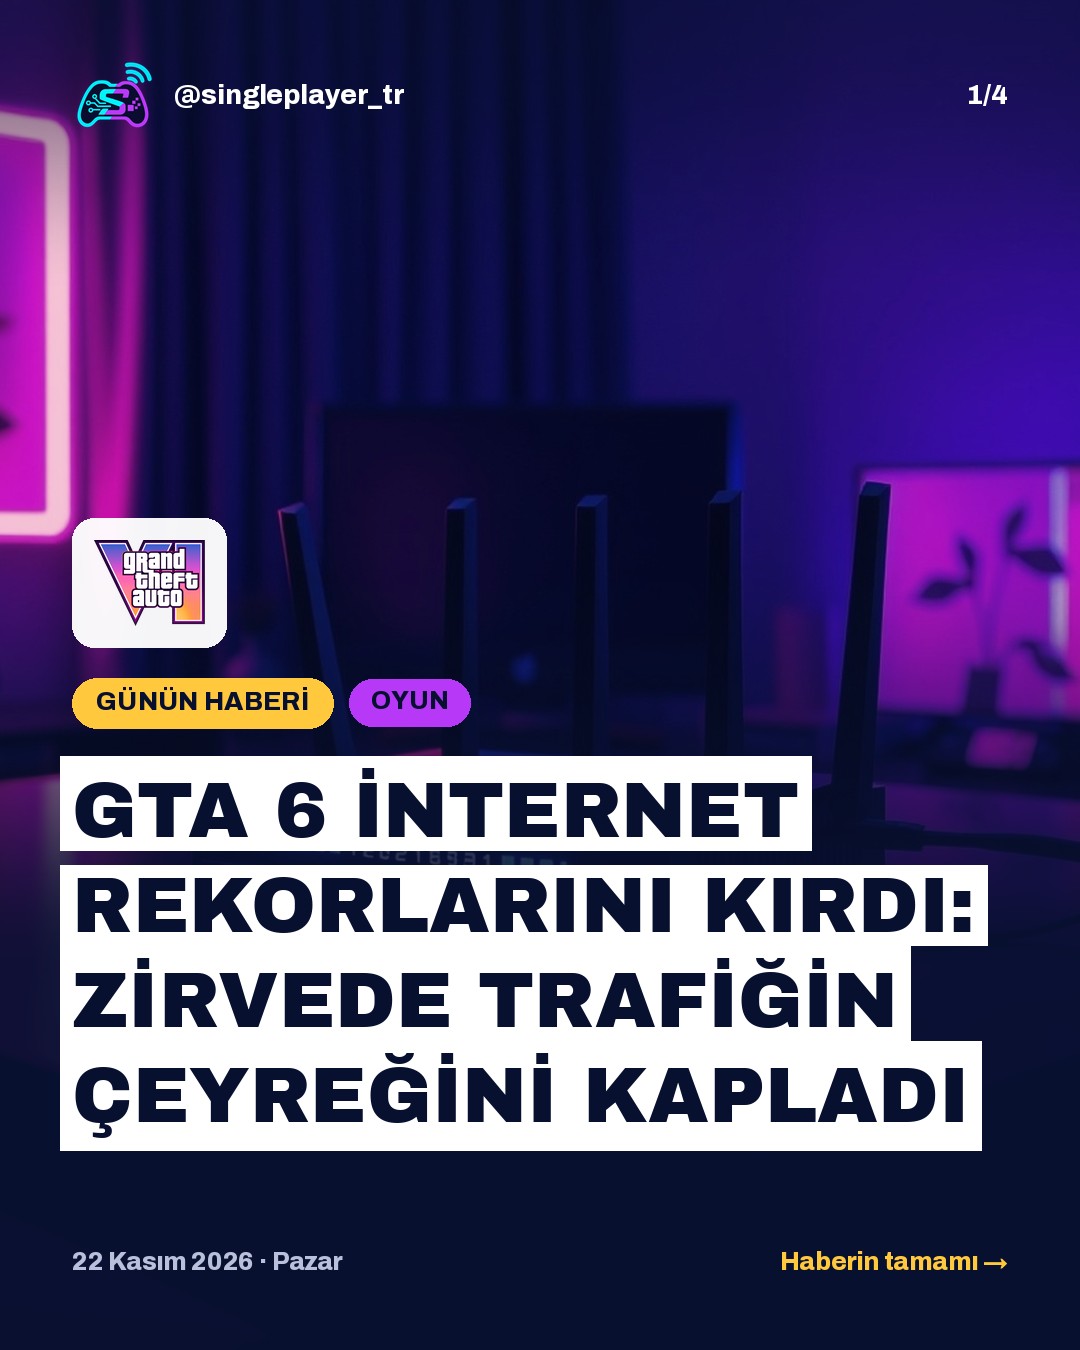 @singleplayer_tr
1/4
VI
grand
theft
auto
GÜNÜN HABERİ
OYUN
GTA 6 İNTERNET
REKORLARINI KIRDI:
ZİRVEDE TRAFİĞİN
ÇEYREĞİNİ KAPLADI
22 Kasım 2026 · Pazar
Haberin tamamı →